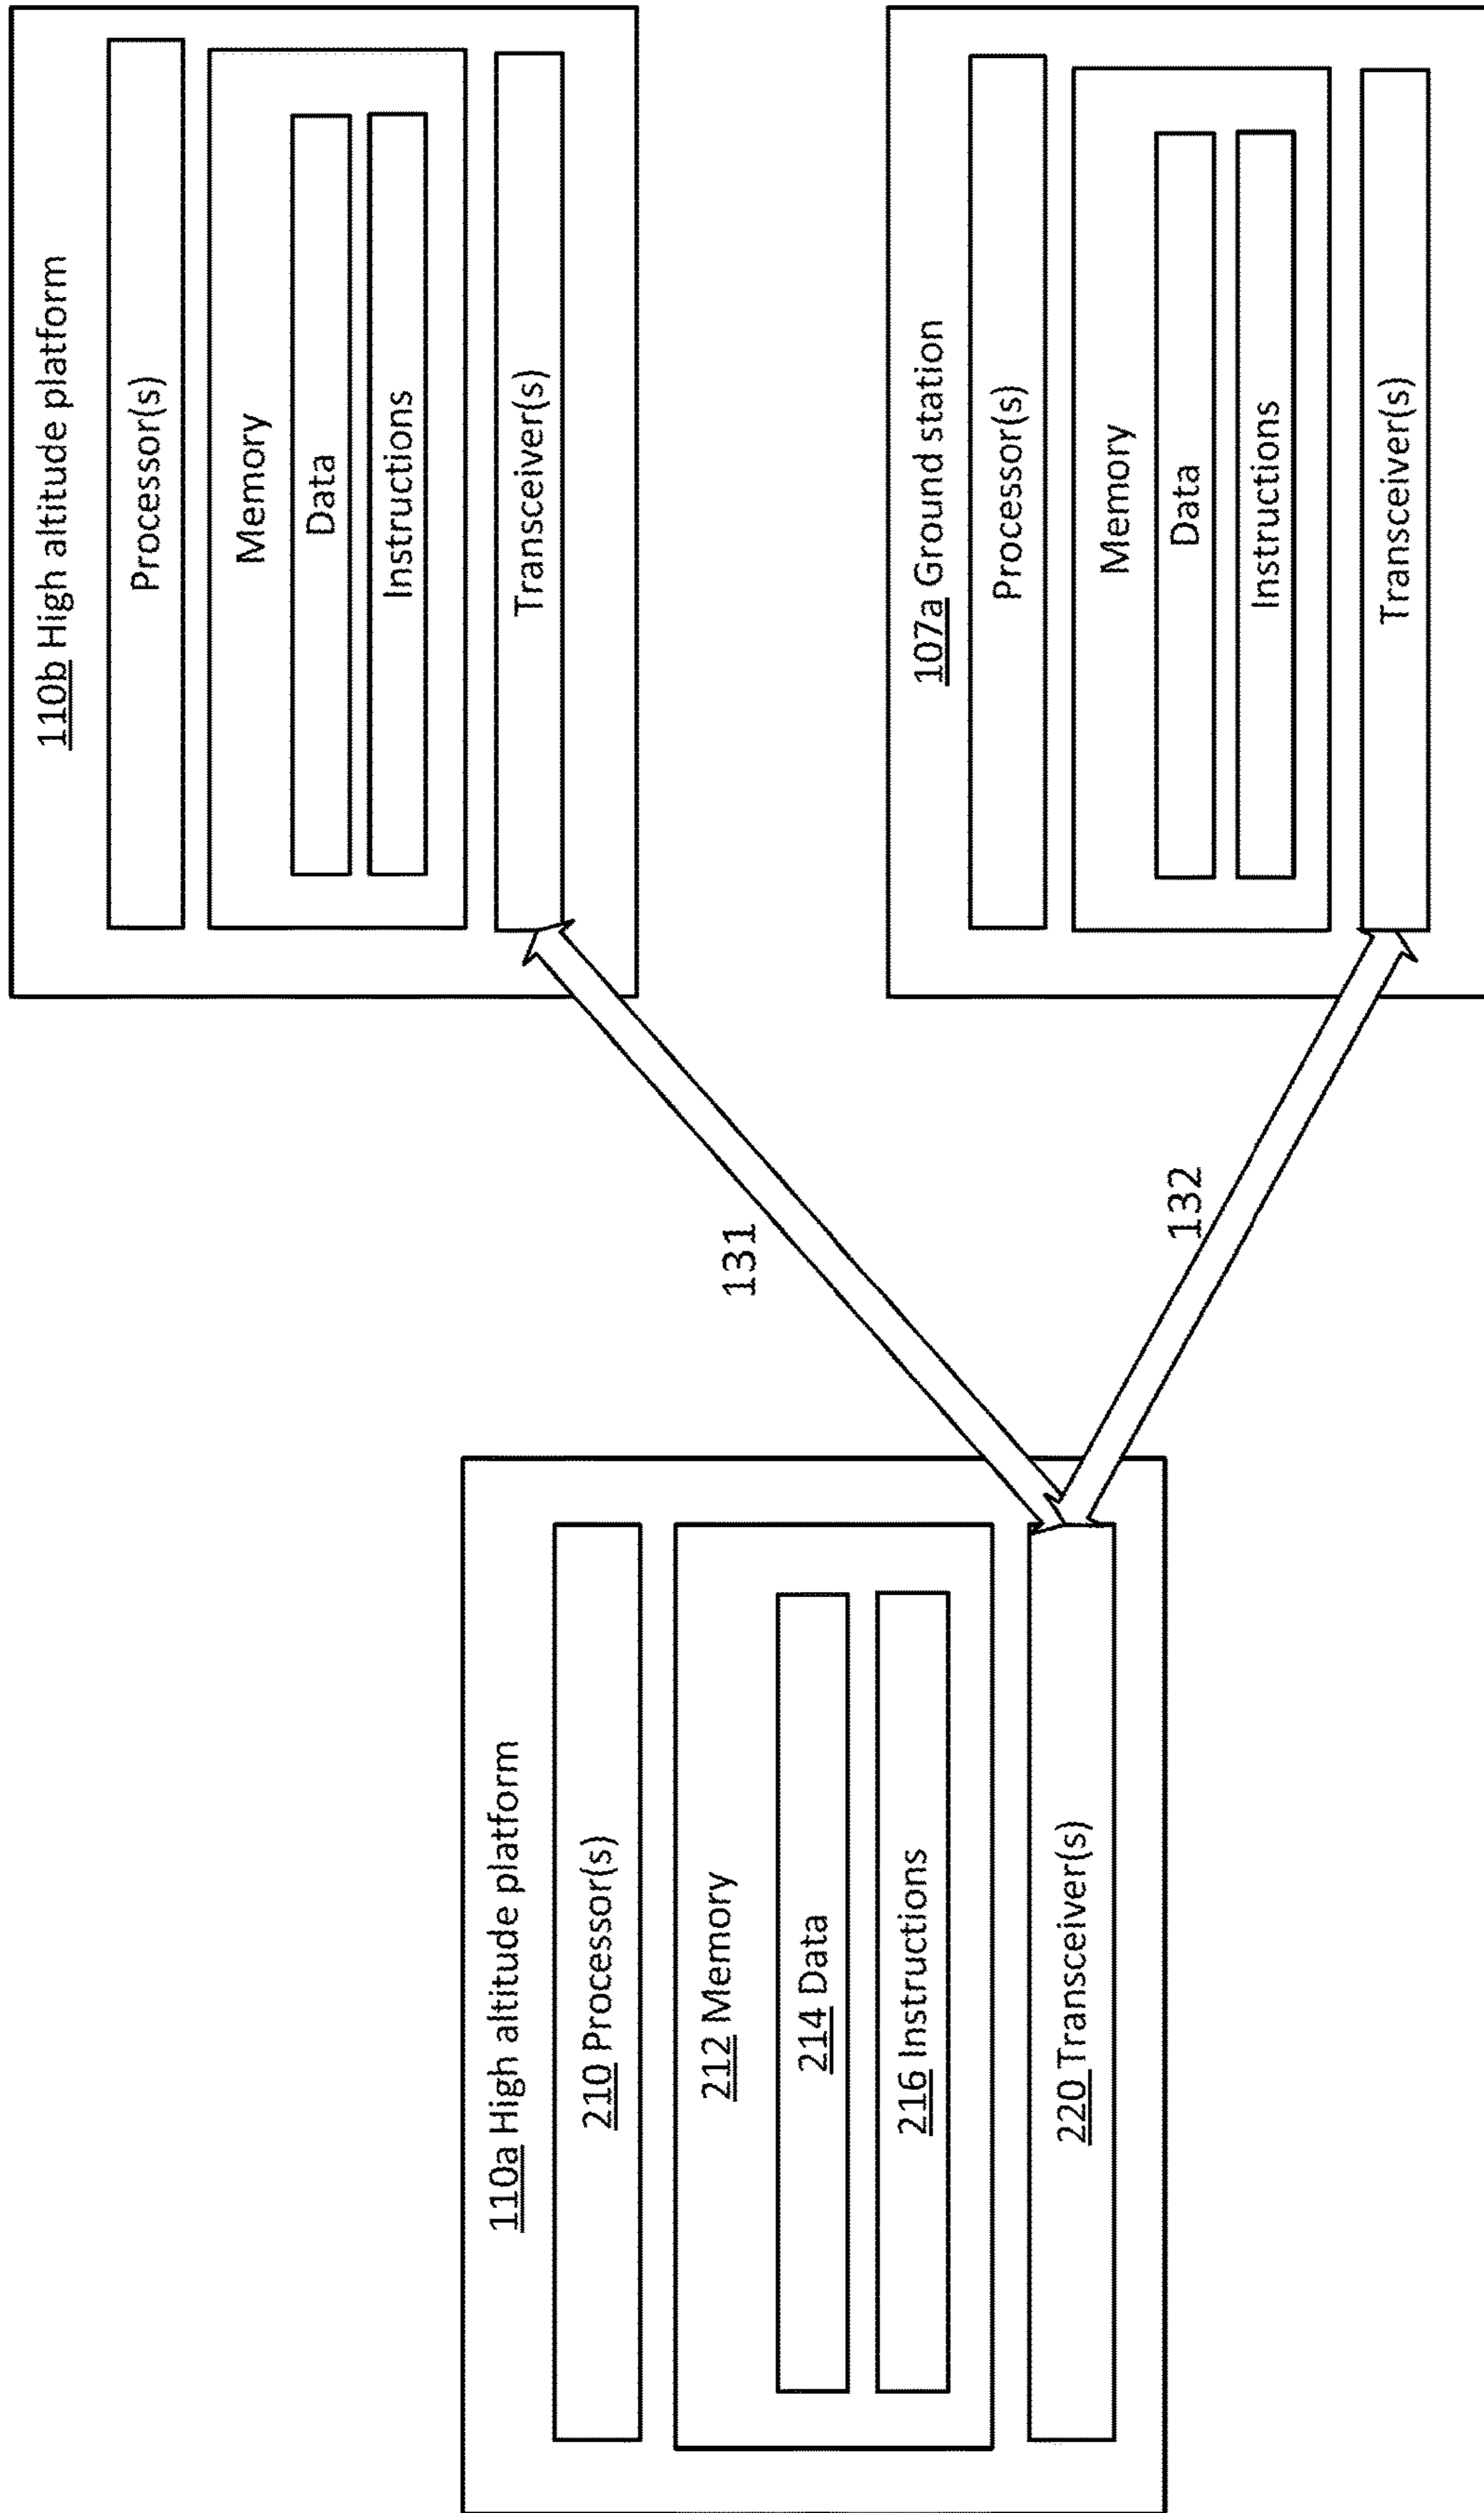 110a High altitude platform
210 Processor(s)
212 Memory
214 Data
216 Instructions
220 Transceiver(s)
131
132
110b High altitude platform
Processor(s)
Memory
Data
Instructions
Transceiver(s)
107a Ground station
Processor(s)
Memory
Data
Instructions
Transceiver(s)